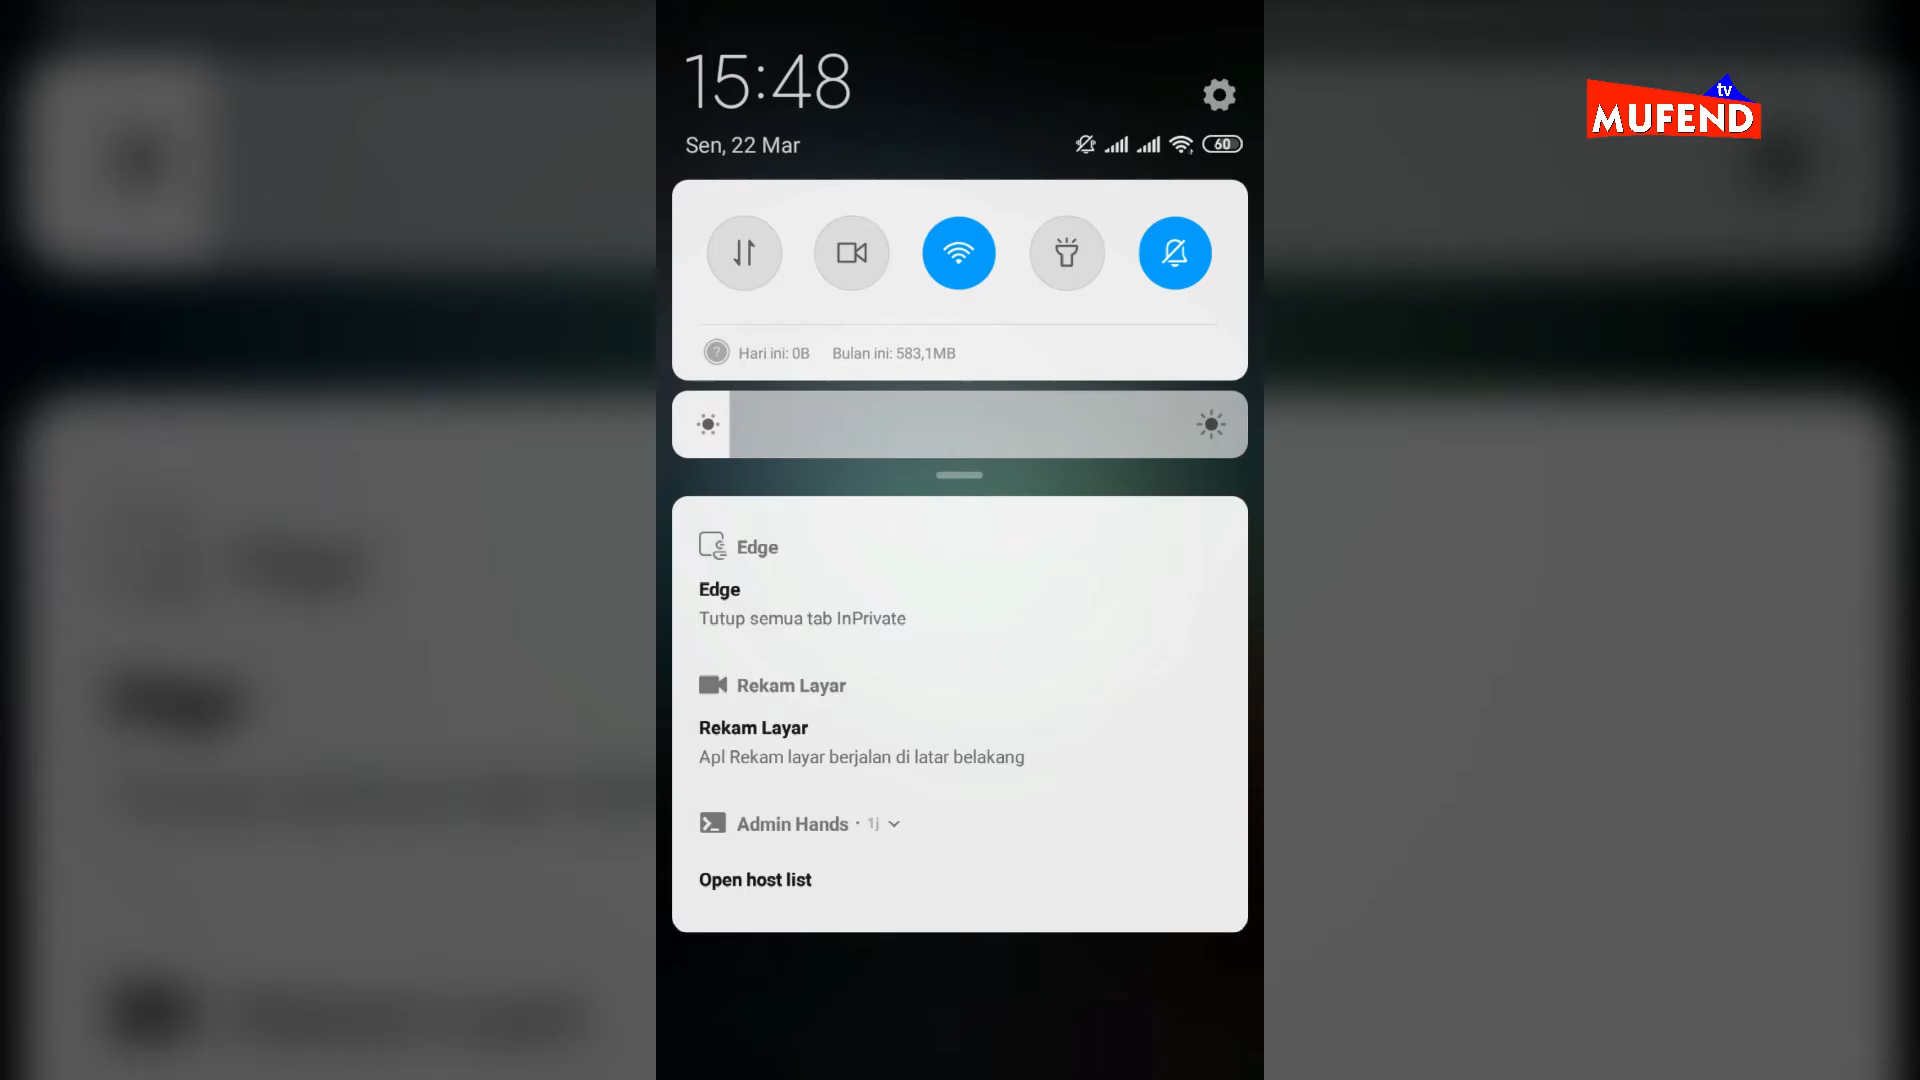 15:48
Sen, 22 Mar
60
Hari ini: 0B Bulan ini: 583,1MB
Edge
Edge
Tutup semua tab InPrivate
Rekam Layar
Rekam Layar
Apl Rekam layar berjalan di latar belakang
Admin Hands · 1j
Open host list
tv
MUFEND